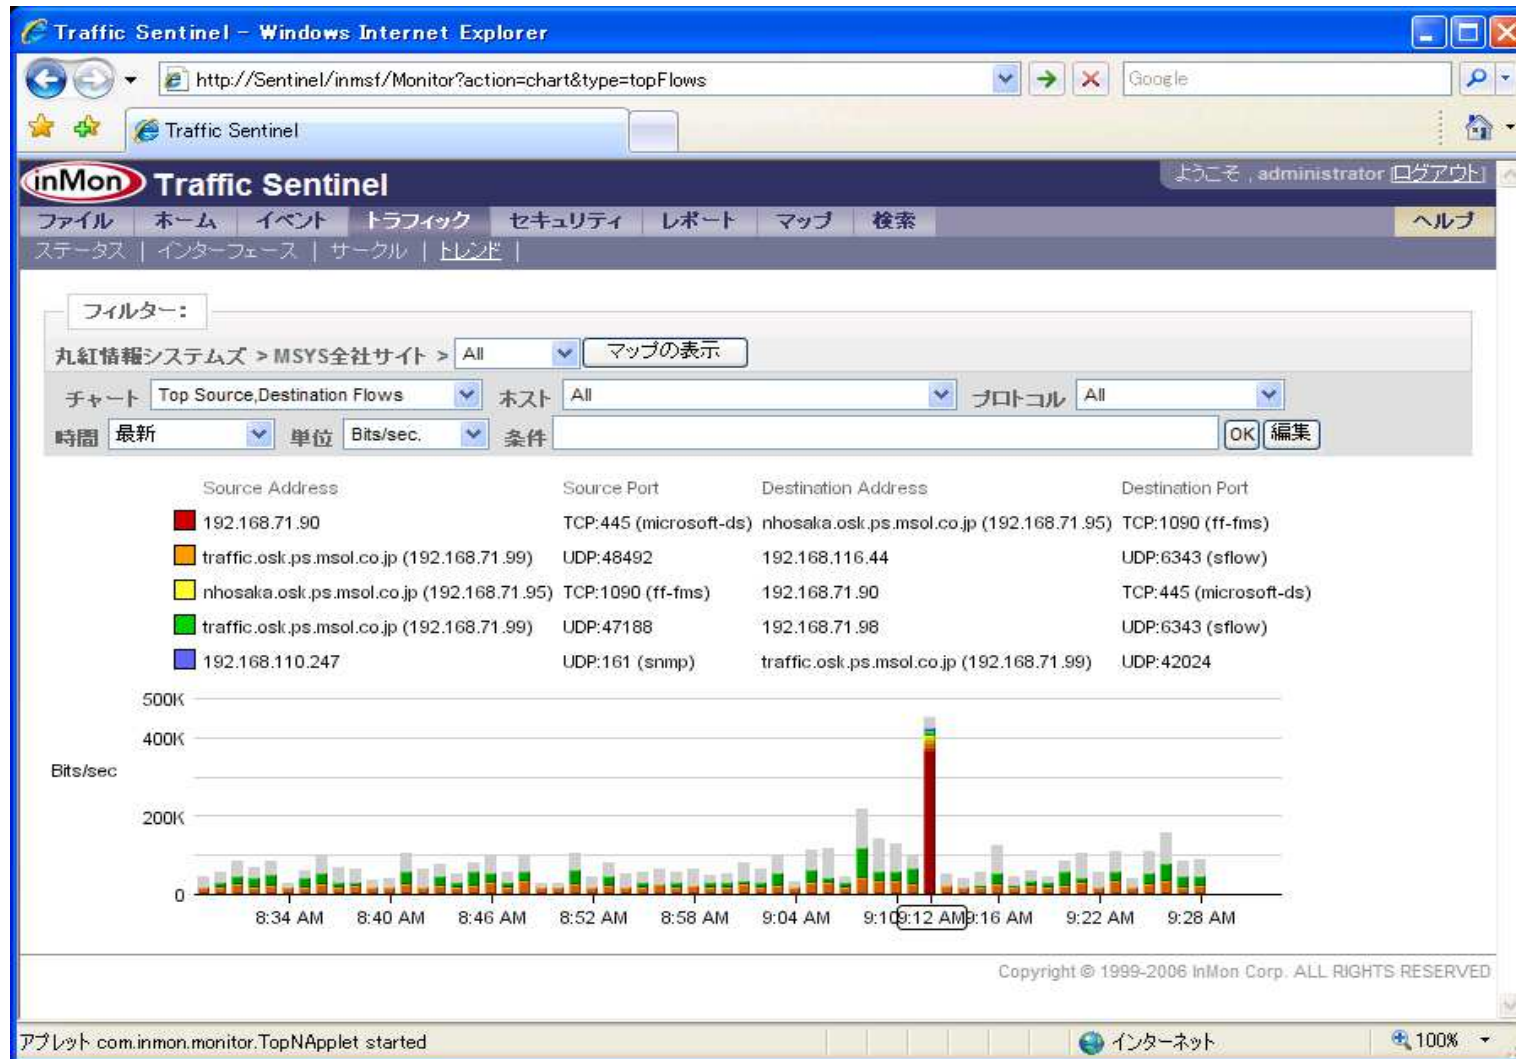 Traffic Sentinel - Windows Internet Explorer
http://Sentinel/inmsf/Monitor?action=chart&type=topFlows
Google
Traffic Sentinel
inMon Traffic Sentinel
ようこそ , administrator [ログアウト]
ファイル ホーム イベント トラフィック セキュリティ レポート マップ 検索 ヘルプ
ステータス | インターフェース | サークル | トレンド |
フィルター:
丸紅情報システムズ > MSYS全社サイト > All マップの表示
チャート Top Source,Destination Flows ホスト All プロトコル All
時間 最新 単位 Bits/sec. 条件 OK 編集
Source Address Source Port Destination Address Destination Port
192.168.71.90 TCP:445 (microsoft-ds) nhosaka.osk.ps.msol.co.jp (192.168.71.95) TCP:1090 (ff-fms)
traffic.osk.ps.msol.co.jp (192.168.71.99) UDP:48492 192.168.116.44 UDP:6343 (sflow)
nhosaka.osk.ps.msol.co.jp (192.168.71.95) TCP:1090 (ff-fms) 192.168.71.90 TCP:445 (microsoft-ds)
traffic.osk.ps.msol.co.jp (192.168.71.99) UDP:47188 192.168.71.98 UDP:6343 (sflow)
192.168.110.247 UDP:161 (snmp) traffic.osk.ps.msol.co.jp (192.168.71.99) UDP:42024
500K
400K
Bits/sec
200K
0
8:34 AM 8:40 AM 8:46 AM 8:52 AM 8:58 AM 9:04 AM 9:10 9:12 AM 9:16 AM 9:22 AM 9:28 AM
Copyright © 1999-2006 InMon Corp. ALL RIGHTS RESERVED
アプレット com.inmon.monitor.TopNApplet started
インターネット
100%